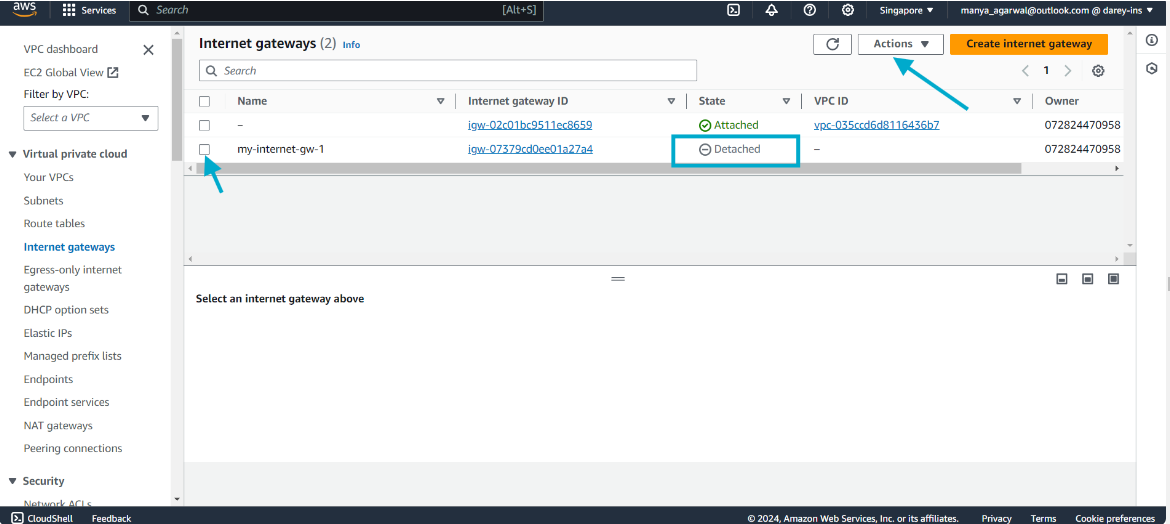 aws Services Search [Alt+S] Singapore manya_agarwal@outlook.com @ darey-ins
VPC dashboard
EC2 Global View
Filter by VPC:
Select a VPC
Virtual private cloud
Your VPCs
Subnets
Route tables
Internet gateways
Egress-only internet
gateways
DHCP option sets
Elastic IPs
Managed prefix lists
Endpoints
Endpoint services
NAT gateways
Peering connections
Security
Network ACLs
Internet gateways (2) Info
Actions
Create internet gateway
Search
1
Name Internet gateway ID State VPC ID Owner
– igw-02c01bc9511ec8659 Attached vpc-035ccd6d8116436b7 072824470958
my-internet-gw-1 igw-07379cd0ee01a27a4 Detached – 072824470958
Select an internet gateway above
CloudShell Feedback © 2024, Amazon Web Services, Inc. or its affiliates. Privacy Terms Cookie preferences